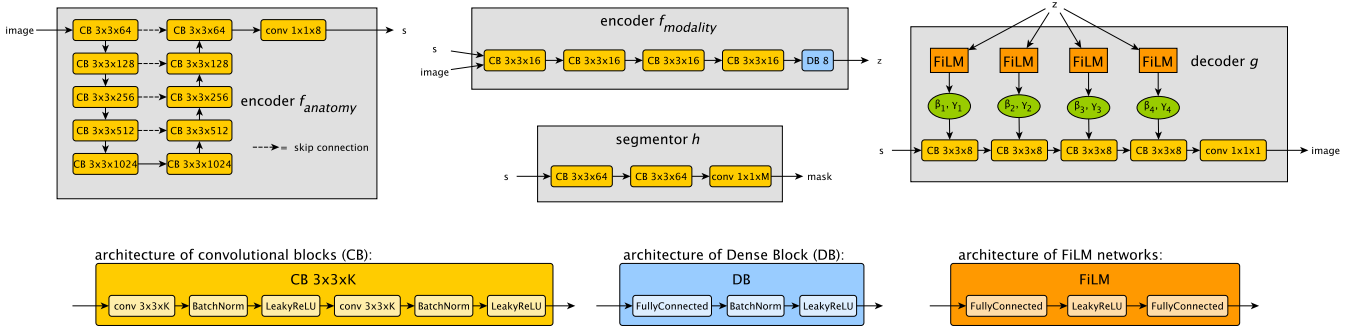 image
CB 3x3x64
CB 3x3x64
conv 1x1x8
s
CB 3x3x128
CB 3x3x128
CB 3x3x256
CB 3x3x256
encoder f anatomy
CB 3x3x512
CB 3x3x512
= skip connection
CB 3x3x1024
CB 3x3x1024
encoder f modality
s
image
CB 3x3x16
CB 3x3x16
CB 3x3x16
CB 3x3x16
DB 8
z
segmentor h
s
CB 3x3x64
CB 3x3x64
conv 1x1xM
mask
z
FiLM
FiLM
FiLM
FiLM
decoder g
β1, γ1
β2, γ2
β3, γ3
β4, γ4
s
CB 3x3x8
CB 3x3x8
CB 3x3x8
CB 3x3x8
conv 1x1x1
image
architecture of convolutional blocks (CB):
CB 3x3xK
conv 3x3xK
BatchNorm
LeakyReLU
conv 3x3xK
BatchNorm
LeakyReLU
architecture of Dense Block (DB):
DB
FullyConnected
BatchNorm
LeakyReLU
architecture of FiLM networks:
FiLM
FullyConnected
LeakyReLU
FullyConnected